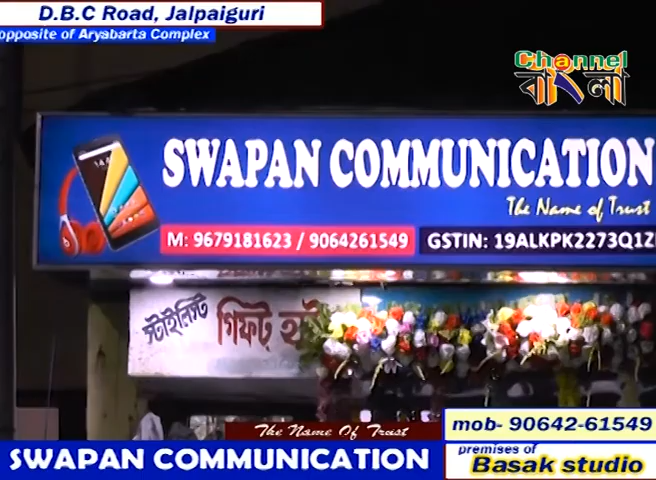 D.B.C Road, Jalpaiguri
opposite of Aryabarta Complex
Channel
বাংলা
SWAPAN COMMUNICATION
The Name of Trust
M: 9679181623 / 9064261549
GSTIN: 19ALKPK2273Q1Z
স্টাইলিস্ট
গিফ্ট
The Name Of Trust
mob- 90642-61549
SWAPAN COMMUNICATION
premises of
Basak studio